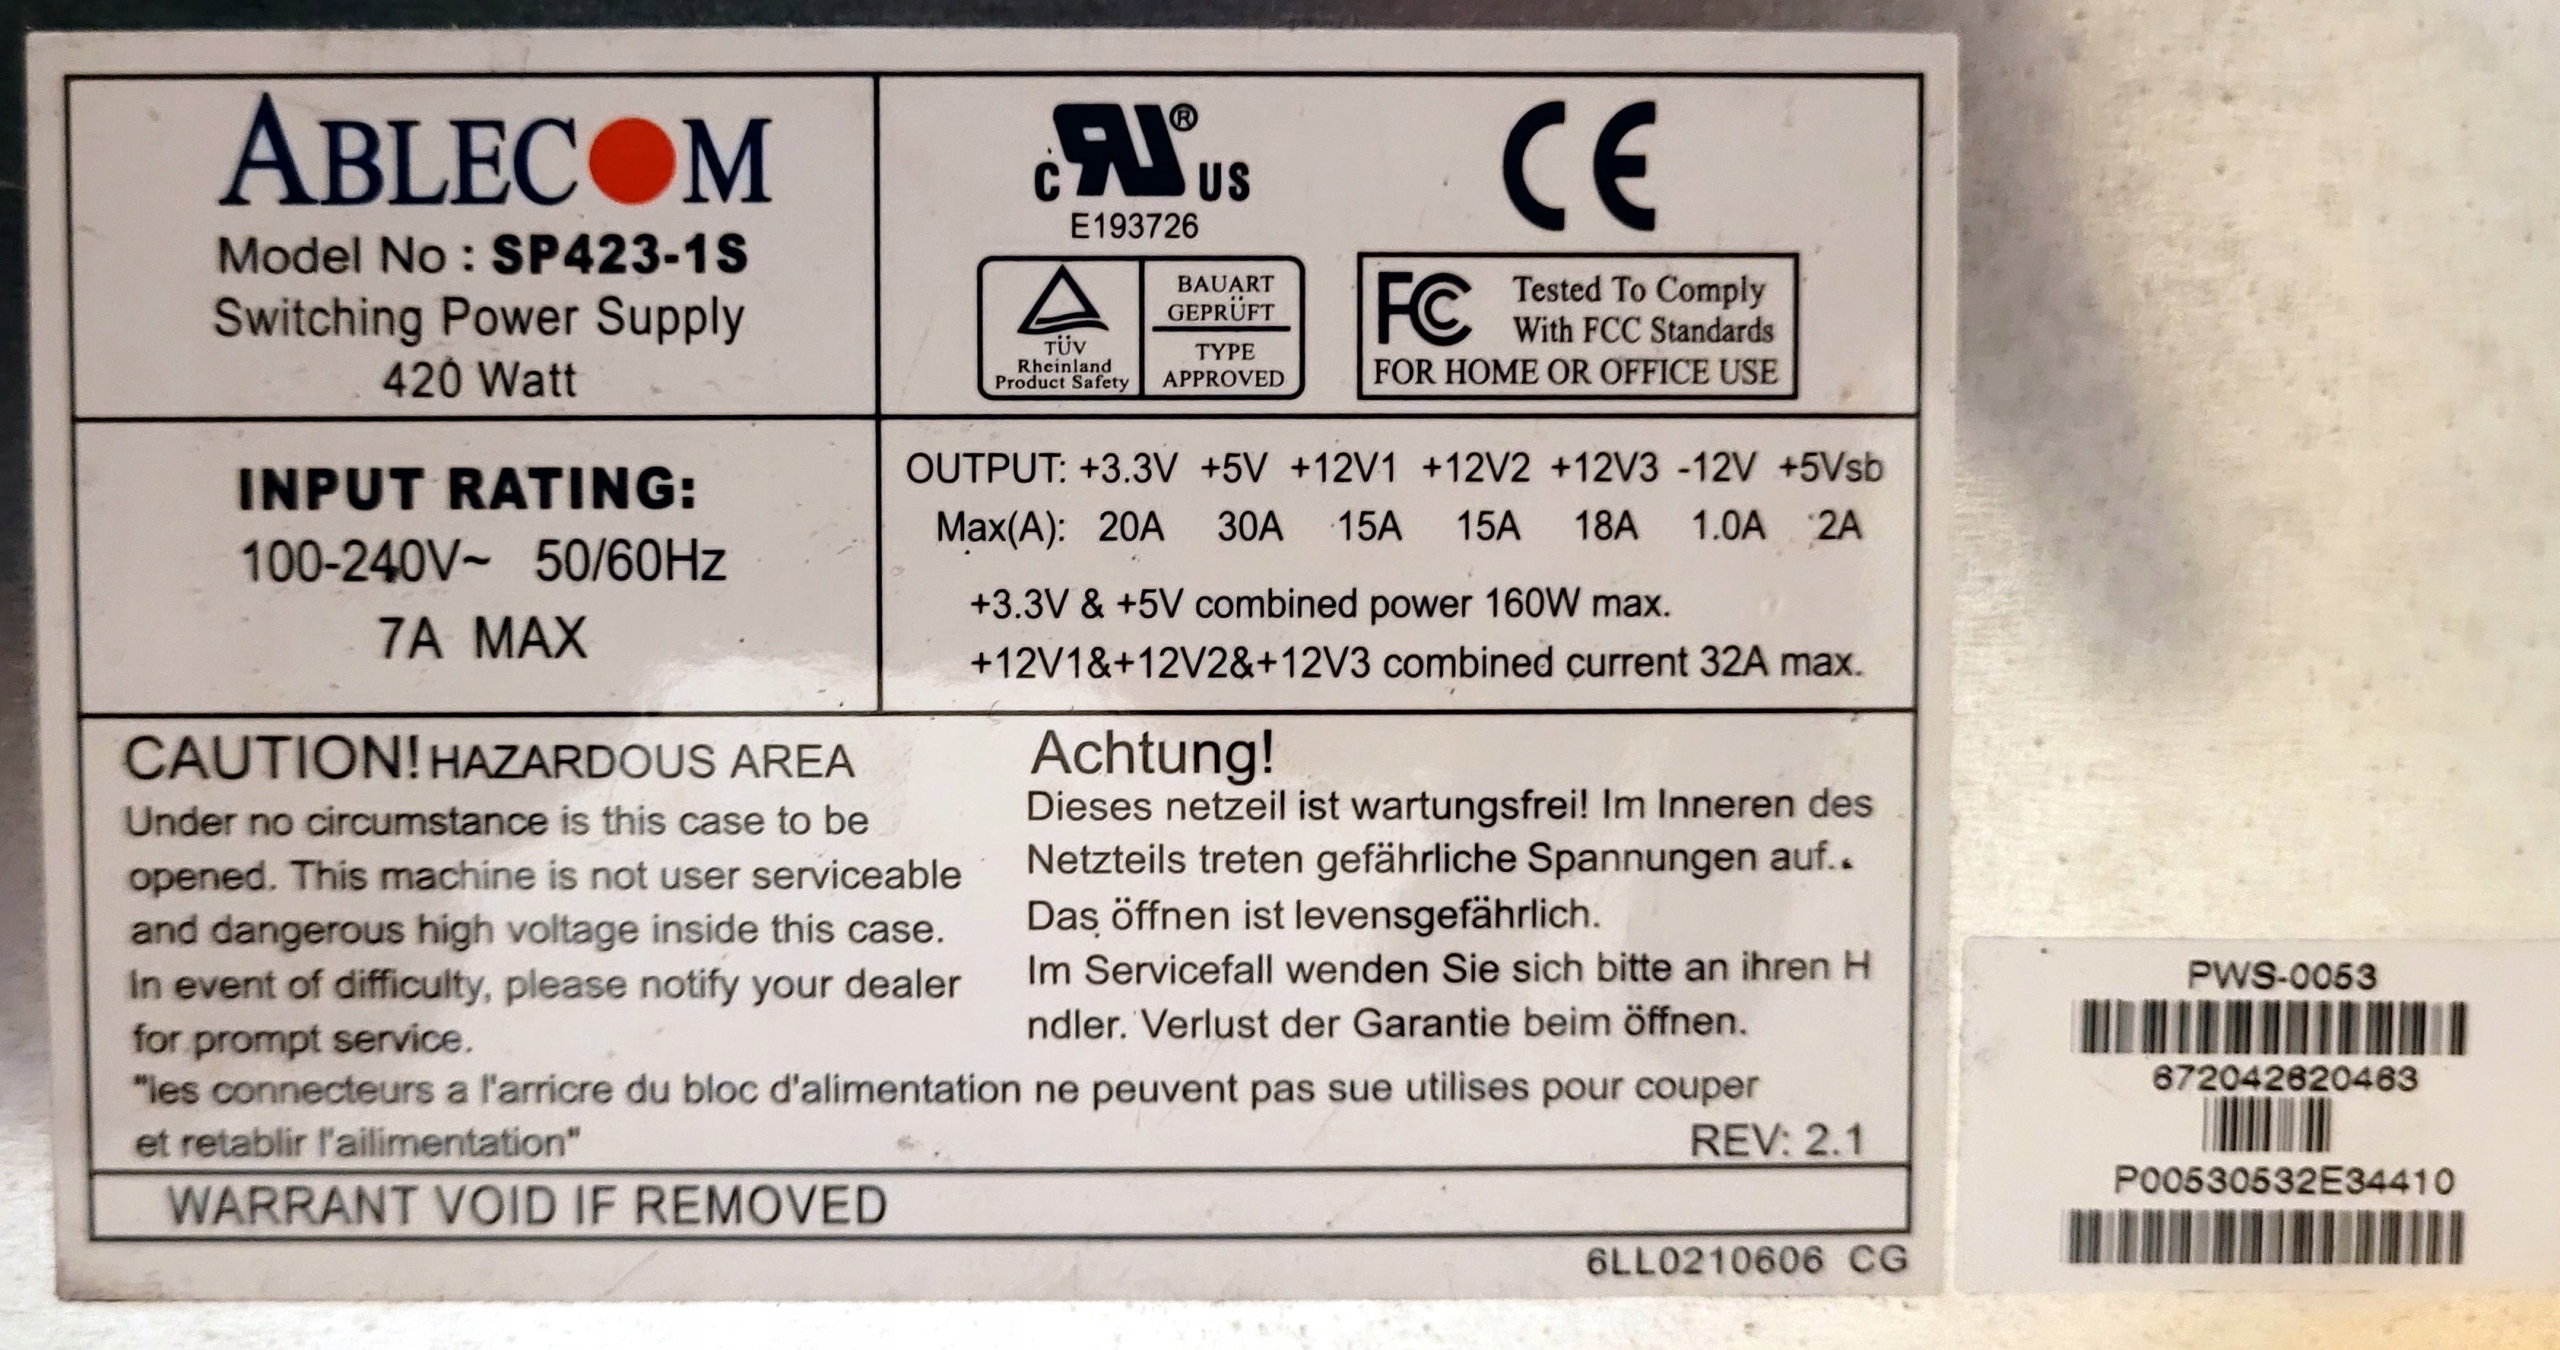 ABLECOM
Model No : SP423-1S
Switching Power Supply
420 Watt
C RU® US
E193726
CE
TÜV
Rheinland
Product Safety
BAUART
GEPRÜFT
TYPE
APPROVED
FC Tested To Comply
With FCC Standards
FOR HOME OR OFFICE USE
INPUT RATING:
100-240V~ 50/60Hz
7A MAX
OUTPUT: +3.3V +5V +12V1 +12V2 +12V3 -12V +5Vsb
Max(A): 20A 30A 15A 15A 18A 1.0A 2A
+3.3V & +5V combined power 160W max.
+12V1&+12V2&+12V3 combined current 32A max.
CAUTION! HAZARDOUS AREA
Under no circumstance is this case to be
opened. This machine is not user serviceable
and dangerous high voltage inside this case.
In event of difficulty, please notify your dealer
for prompt service.
Achtung!
Dieses netzeil ist wartungsfrei! Im Inneren des
Netzteils treten gefährliche Spannungen auf..
Das öffnen ist levensgefährlich.
Im Servicefall wenden Sie sich bitte an ihren H
ndler. Verlust der Garantie beim öffnen.
"les connecteurs a l'arricre du bloc d'alimentation ne peuvent pas sue utilises pour couper
et retablir l'ailimentation"
REV: 2.1
WARRANT VOID IF REMOVED
6LL0210606 CG
PWS-0053
672042620463
P00530532E34410